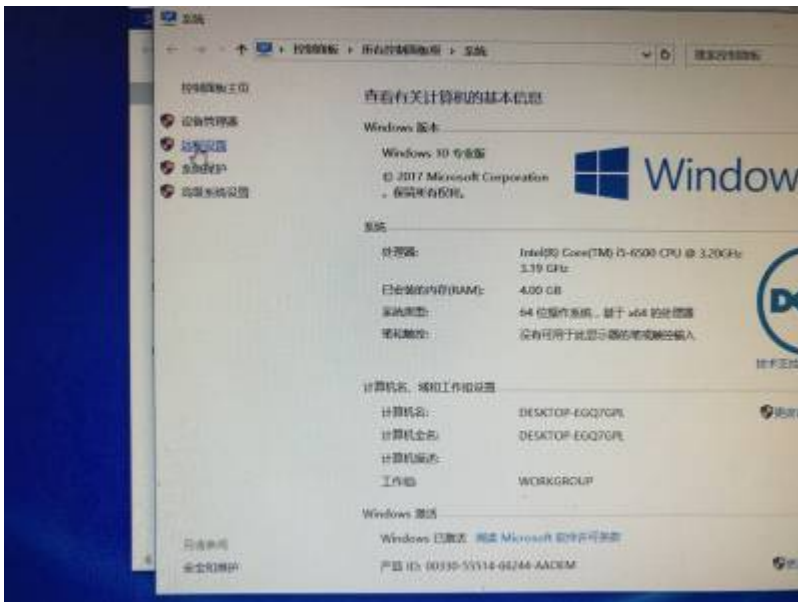 系统
控制面板 › 所有控制面板项 › 系统
搜索控制面板
控制面板主页
设备管理器
远程设置
系统保护
高级系统设置
查看有关计算机的基本信息
Windows 版本
Windows 10 专业版
© 2017 Microsoft Corporation
。保留所有权利。
Window
系统
处理器:
Intel(R) Core(TM) i5-6500 CPU @ 3.20GHz
3.19 GHz
已安装的内存(RAM):
4.00 GB
系统类型:
64 位操作系统，基于 x64 的处理器
笔和触控:
没有可用于此显示器的笔或触控输入
计算机名、域和工作组设置
计算机名:
DESKTOP-EGQ7GPL
计算机全名:
DESKTOP-EGQ7GPL
计算机描述:
工作组:
WORKGROUP
Windows 激活
Windows 已激活 阅读 Microsoft 软件许可条款
产品 ID: 00330-55514-66244-AAOEM
另请参阅
安全和维护